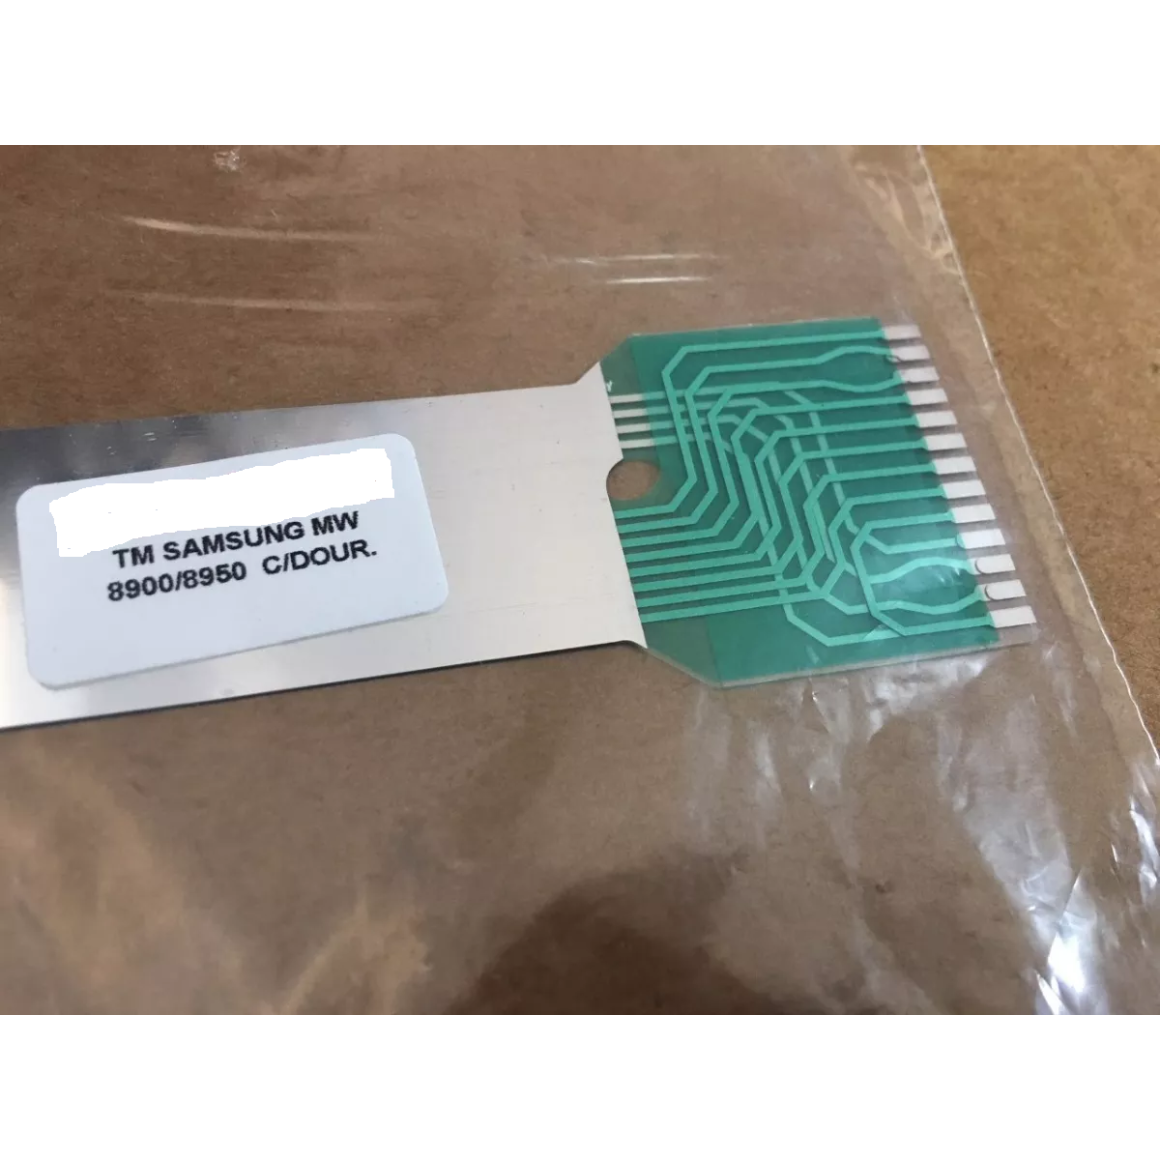 TM SAMSUNG MW
8900/8950 C/DOUR.